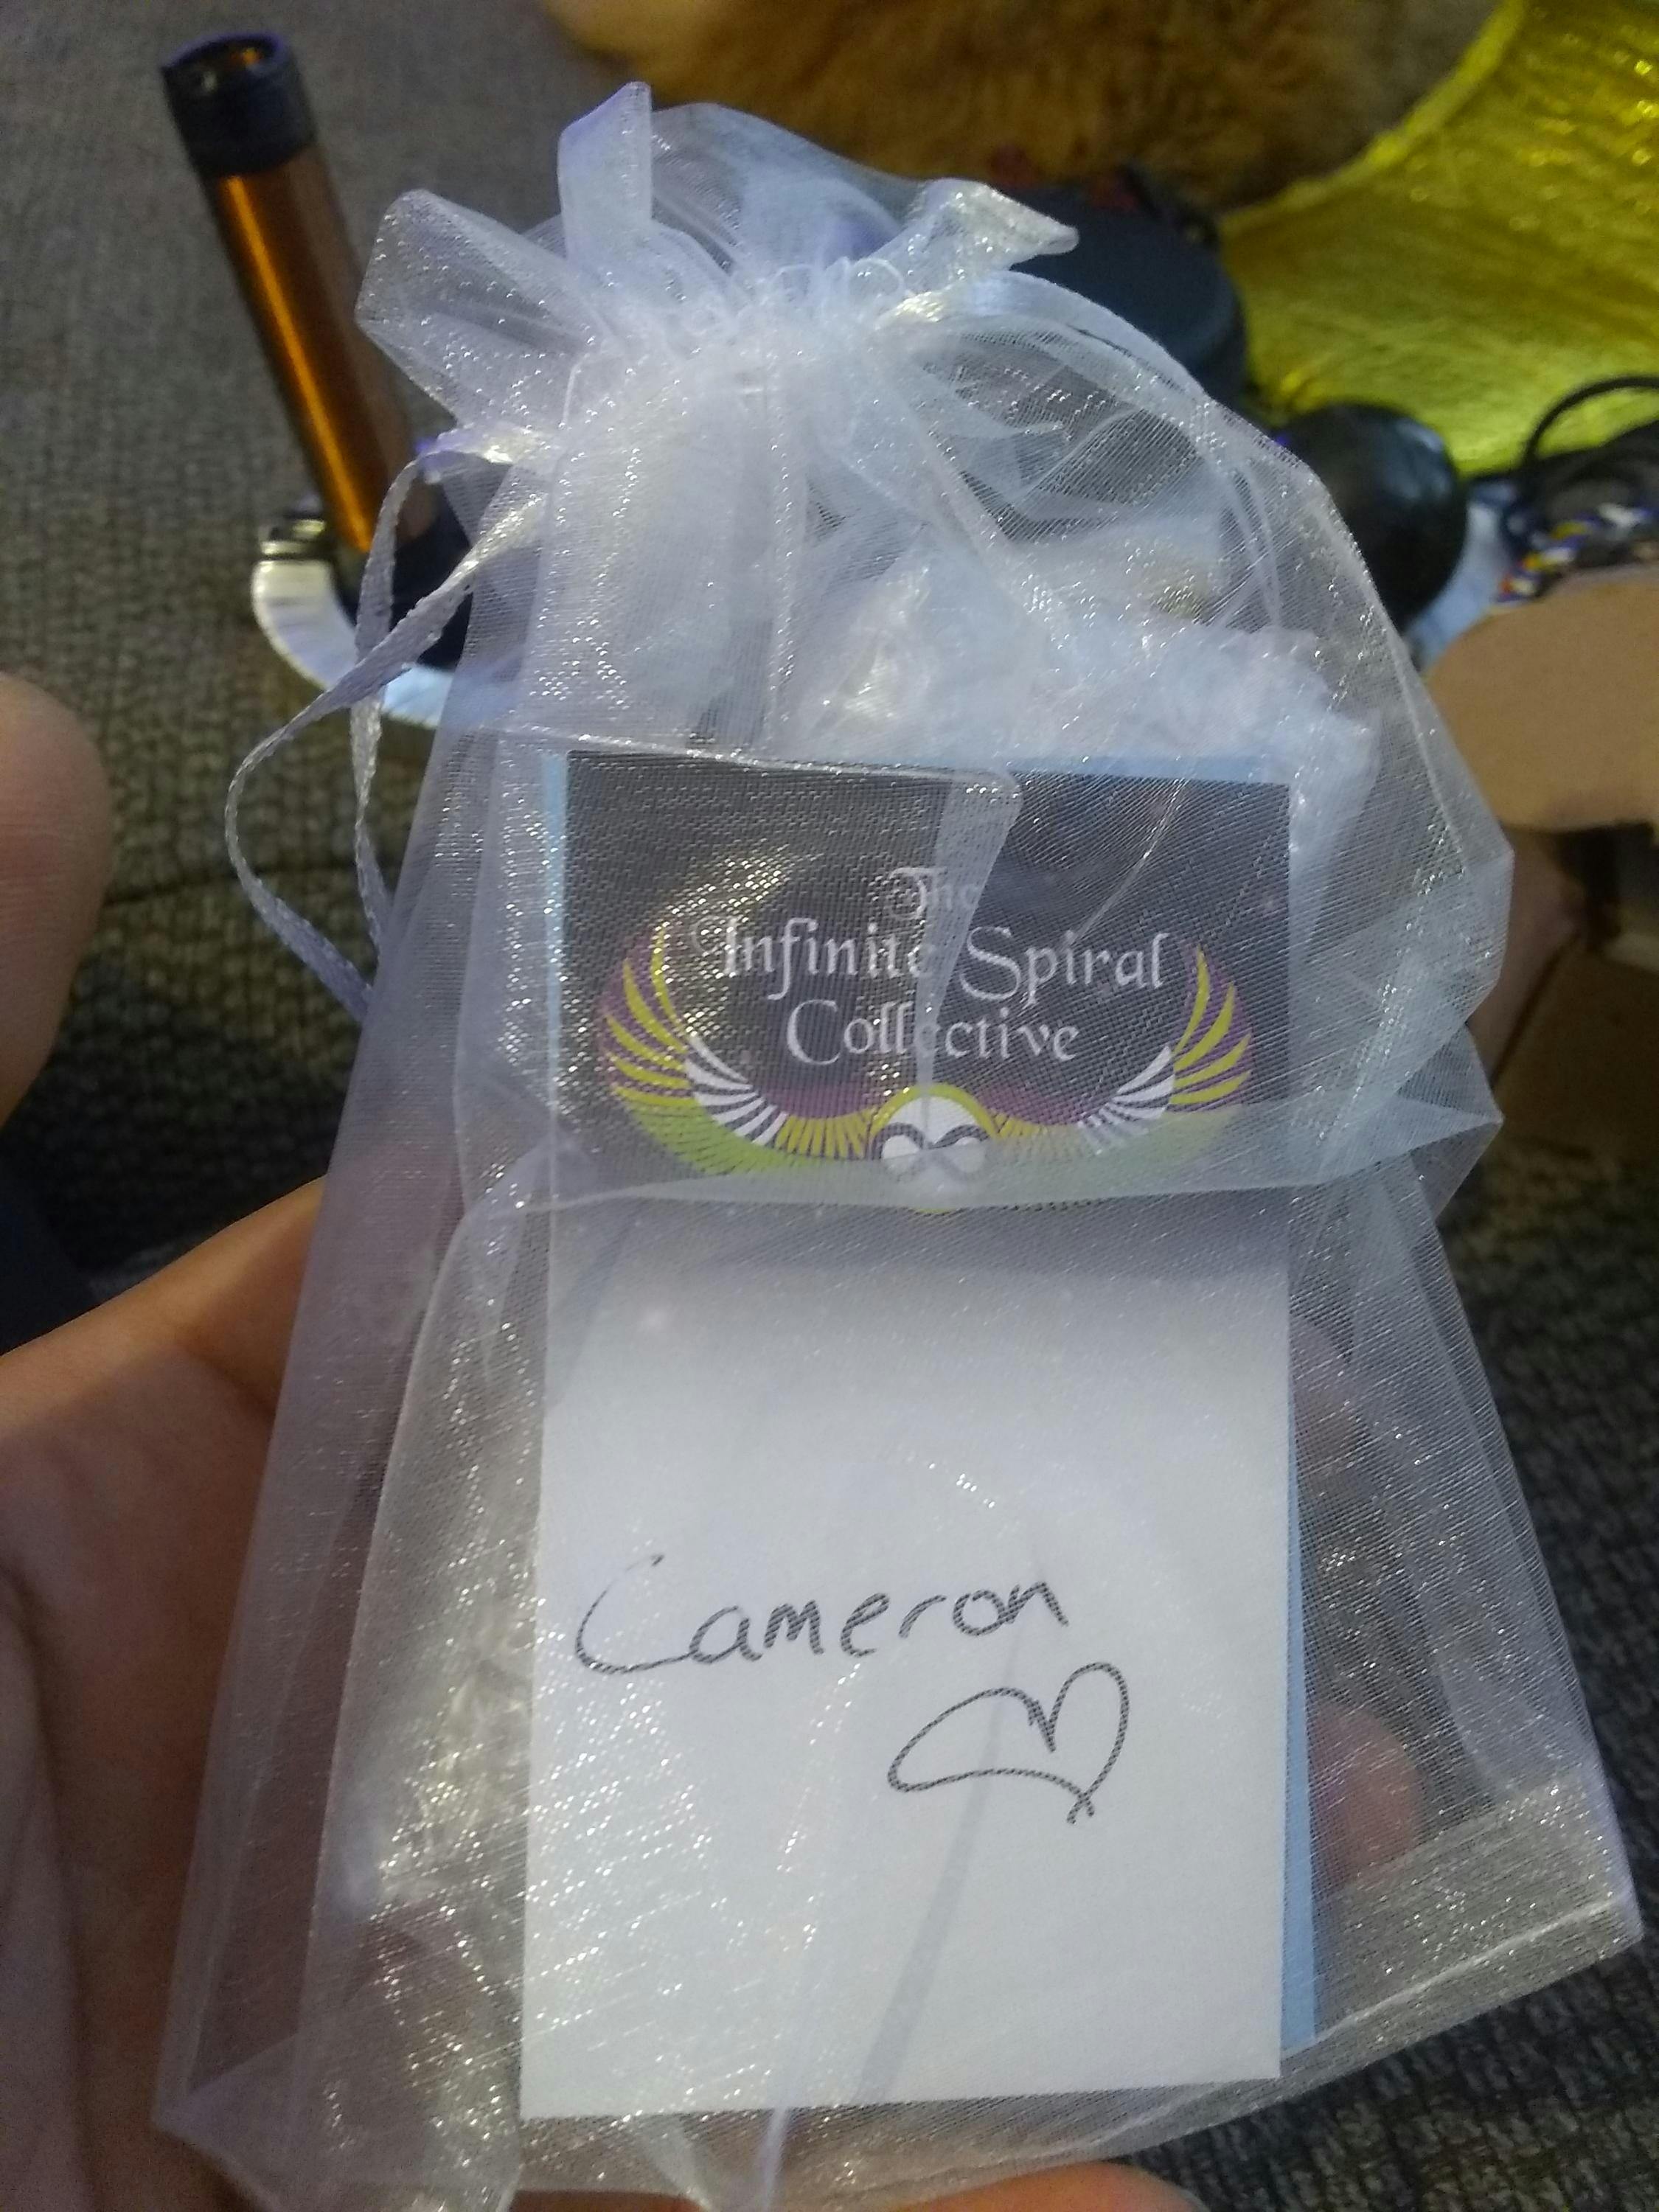 The
Infinite Spiral
Collective
Cameron